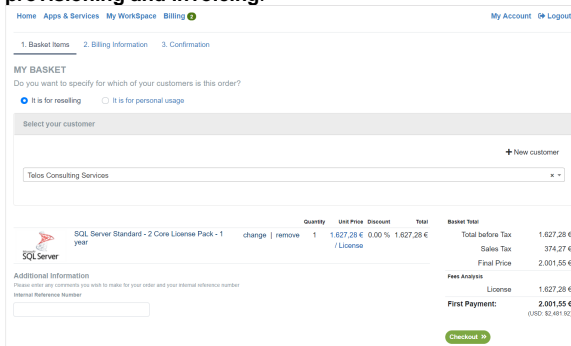 provisioning and invoicing.
Home Apps & Services My WorkSpace Billing 2 My Account Logout
1. Basket Items 2. Billing Information 3. Confirmation
MY BASKET
Do you want to specify for which of your customers is this order?
It is for reselling It is for personal usage
Select your customer
+ New customer
Telos Consulting Services x
Quantity Unit Price Discount Total
SQL Server Standard - 2 Core License Pack - 1 year change | remove 1 1.627,28 € / License 0.00 % 1.627,28 €
SQL Server
Basket Total
Total before Tax 1.627,28 €
Sales Tax 374,27 €
Final Price 2.001,55 €
Fees Analysis
License 1.627,28 €
First Payment: 2.001,55 €
(USD: $2,491.92)
Additional Information
Please enter any comments you wish to make for your order and your internal reference number
Internal Reference Number
Checkout »